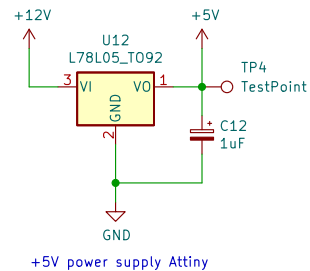 +12V
+5V
U12
L78L05_TO92
TP4
TestPoint
3
VI
VO
1
GND
2
C12
1uF
+
GND
+5V power supply Attiny